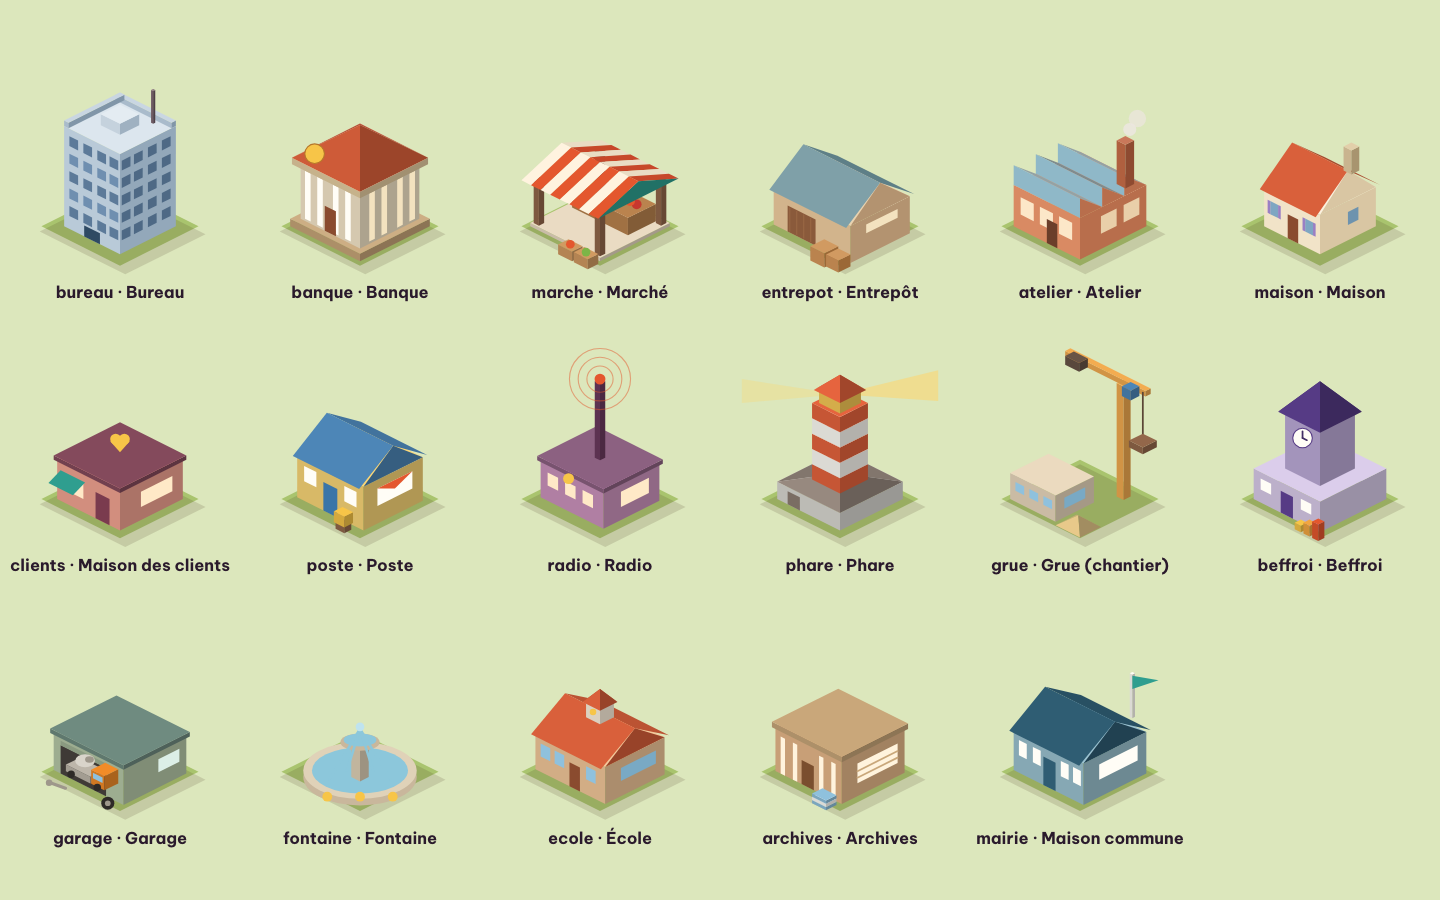 bureau · Bureau
banque · Banque
marche · Marché
entrepot · Entrepôt
atelier · Atelier
maison · Maison
clients · Maison des clients
poste · Poste
radio · Radio
phare · Phare
grue · Grue (chantier)
beffroi · Beffroi
garage · Garage
fontaine · Fontaine
ecole · École
archives · Archives
mairie · Maison commune